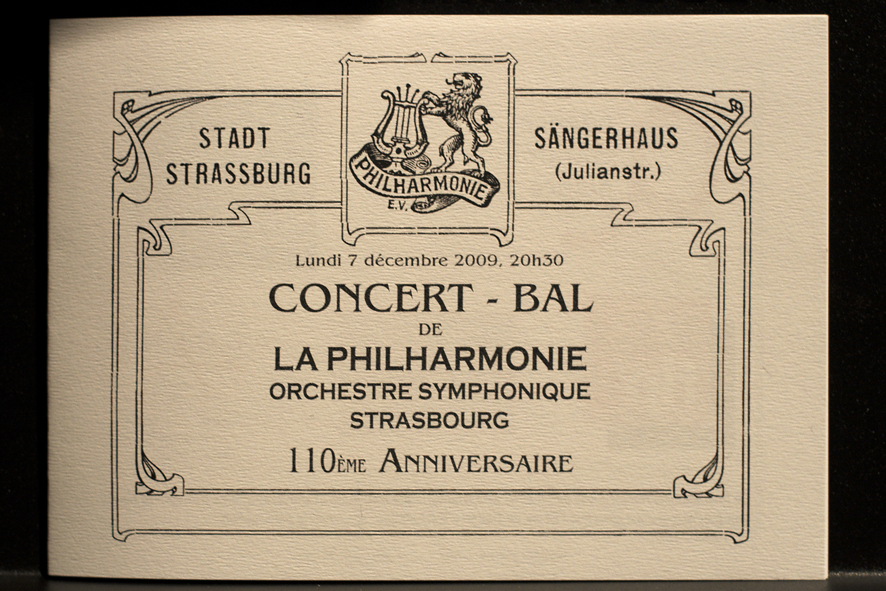 STADT
STRASSBURG
PHILHARMONIE
E.V.
SÄNGERHAUS
(Julianstr.)
Lundi 7 décembre 2009, 20h30
CONCERT - BAL
DE
LA PHILHARMONIE
ORCHESTRE SYMPHONIQUE
STRASBOURG
110ÈME ANNIVERSAIRE